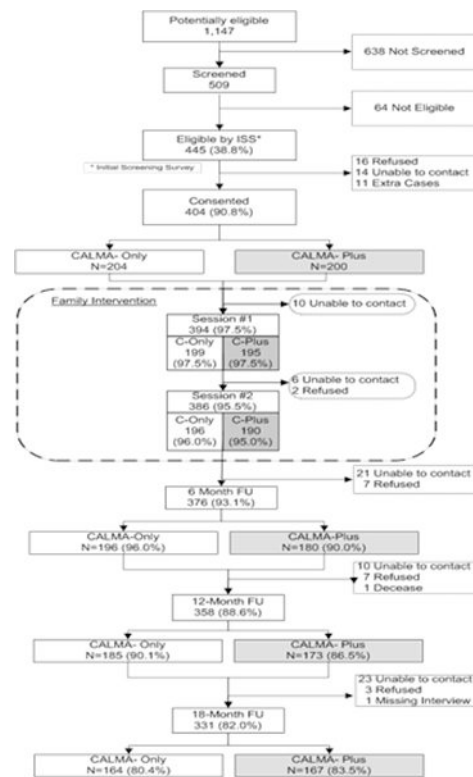 Potentially eligible
1,147
638 Not Screened
Screened
509
64 Not Eligible
Eligible by ISS*
445 (38.8%)
* Initial Screening Survey
16 Refused
14 Unable to contact
11 Extra Cases
Consented
404 (90.8%)
CALMA- Only
N=204
CALMA- Plus
N=200
Family Intervention
10 Unable to contact
Session #1
394 (97.5%)
C-Only
199
(97.5%)
C-Plus
195
(97.5%)
6 Unable to contact
2 Refused
Session #2
386 (95.5%)
C-Only
196
(96.0%)
C-Plus
190
(95.0%)
21 Unable to contact
7 Refused
6 Month FU
376 (93.1%)
CALMA-Only
N=196 (96.0%)
CALMA-Plus
N=180 (90.0%)
10 Unable to contact
7 Refused
1 Decease
12-Month FU
358 (88.6%)
CALMA- Only
N=185 (90.1%)
CALMA- Plus
N=173 (86.5%)
23 Unable to contact
3 Refused
1 Missing Interview
18-Month FU
331 (82.0%)
CALMA- Only
N=164 (80.4%)
CALMA- Plus
N=167 (83.5%)